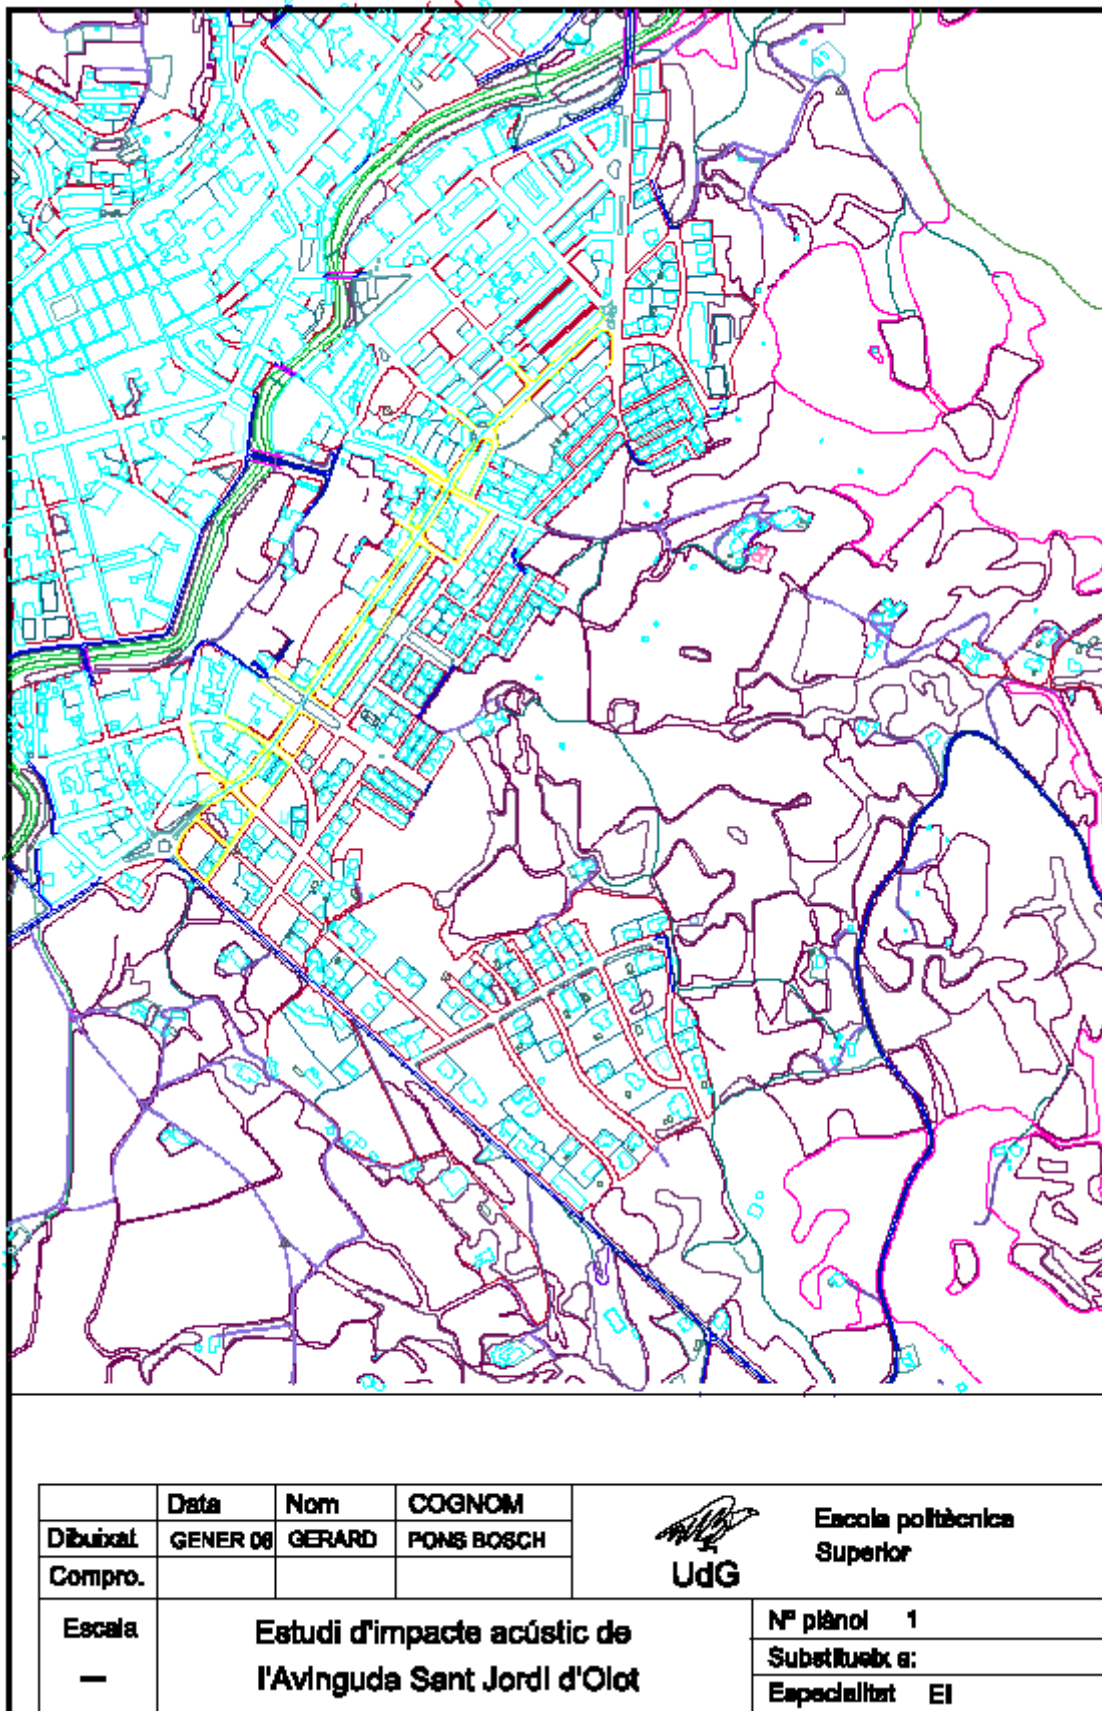 Data Nom COGNOM
Dibuixat GENER 08 GERARD PONS BOSCH
Compro.
UdG
Escola politècnica
Superior
Escala
—
Estudi d'impacte acústic de
l'Avinguda Sant Jordi d'Olot
Nº plànol 1
Substitueix a:
Especialitat EI